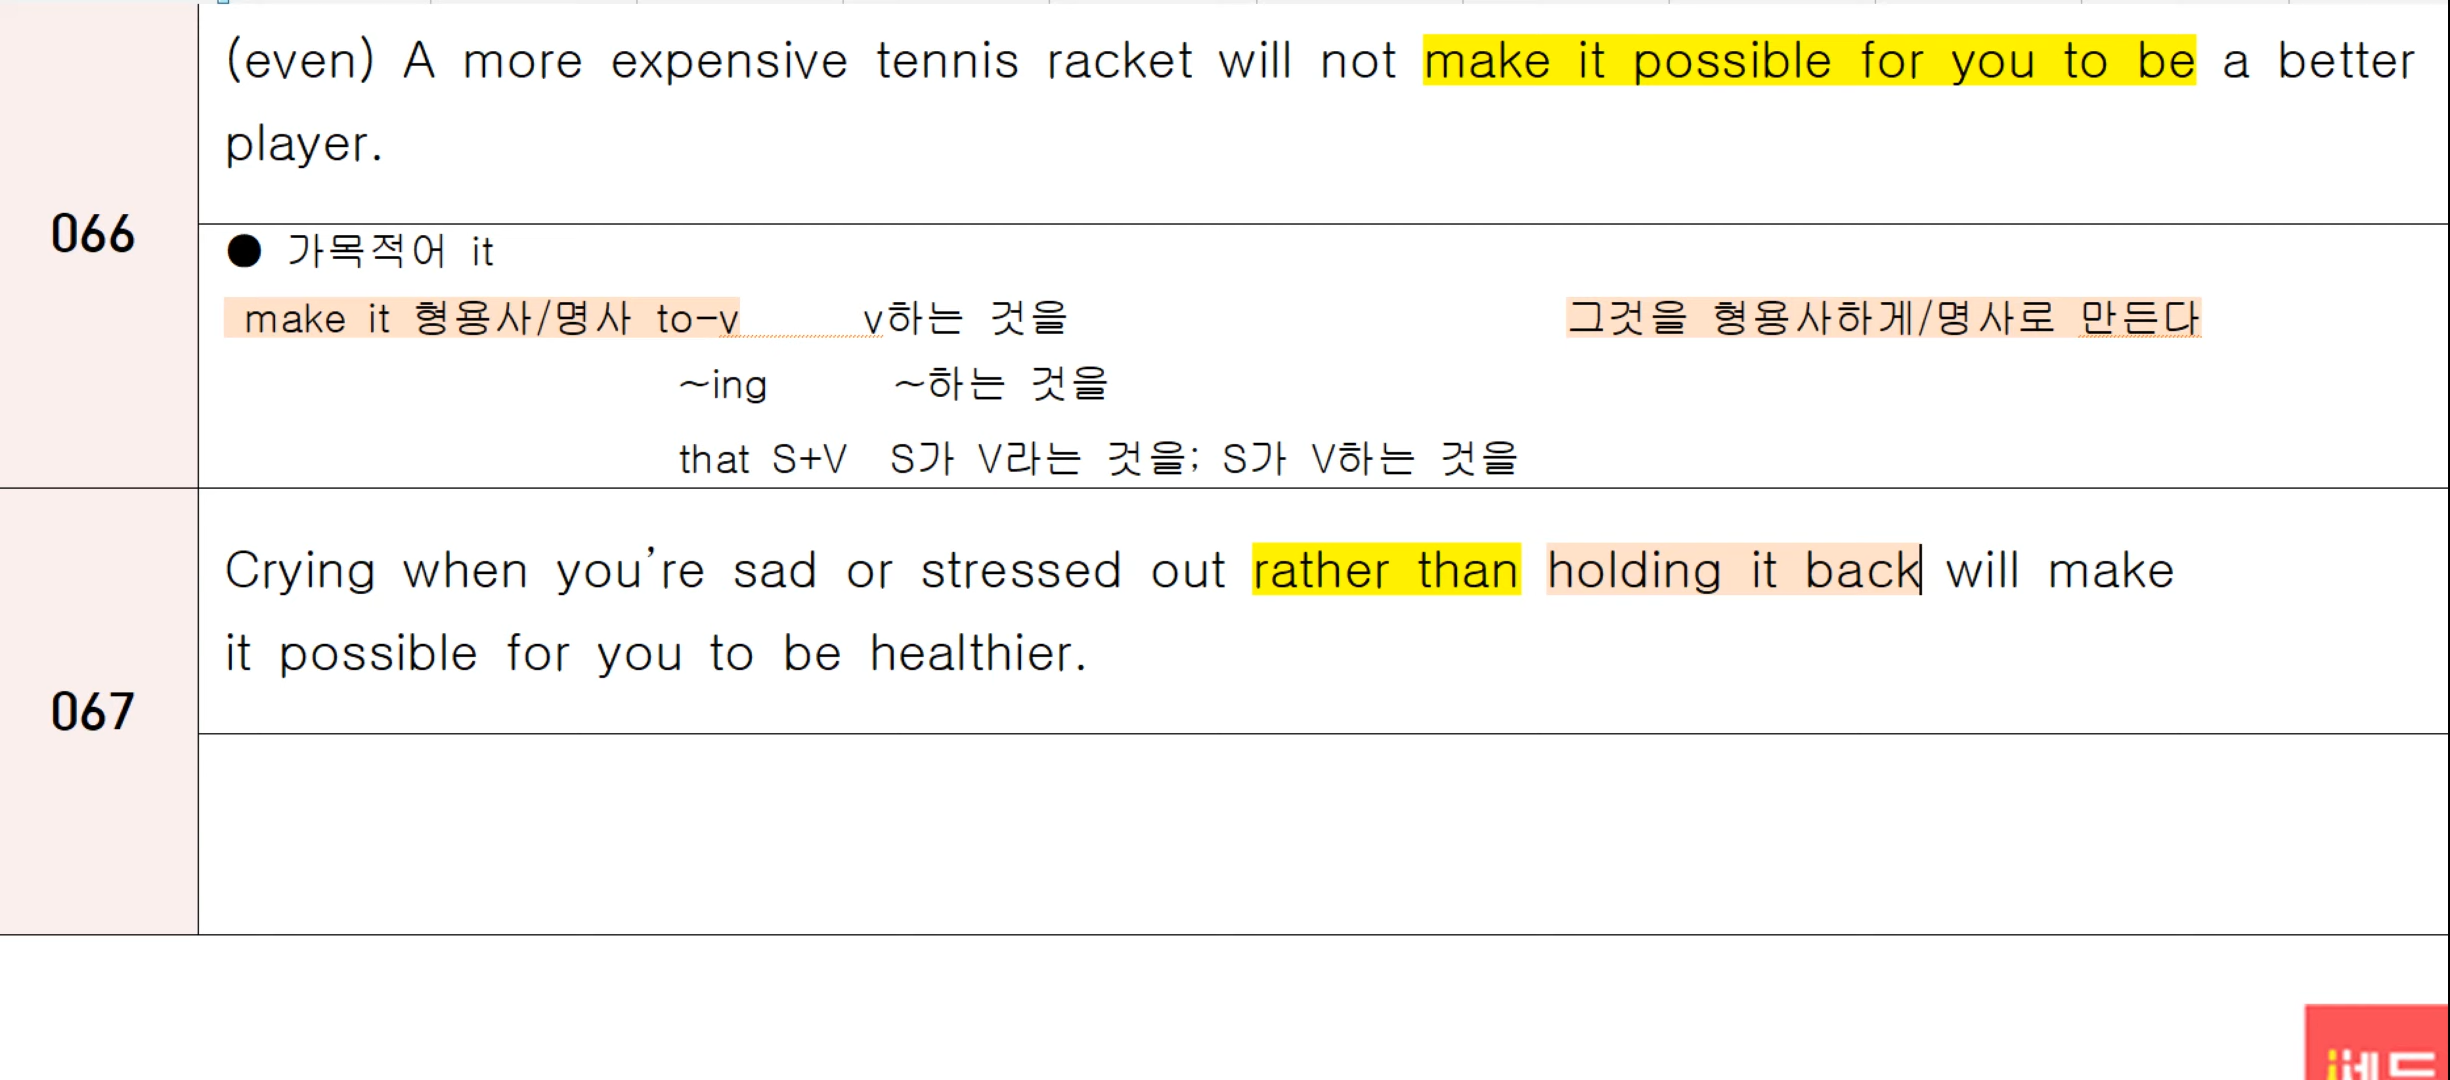 (even) A more expensive tennis racket will not make it possible for you to be a better
player.
066
● 가목적어 it
make it 형용사/명사 to-v v하는 것을 그것을 형용사하게/명사로 만든다
~ing ~하는 것을
that S+V S가 V라는 것을; S가 V하는 것을
Crying when you're sad or stressed out rather than holding it back will make
it possible for you to be healthier.
067